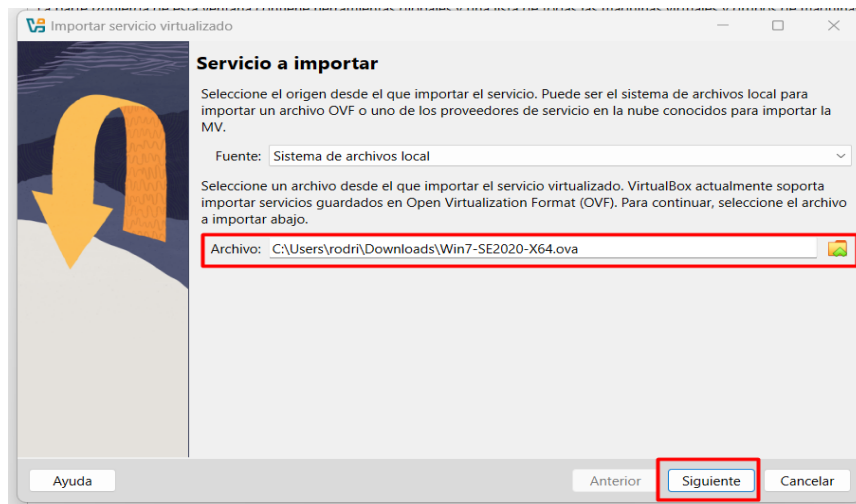 Importar servicio virtualizado
Servicio a importar
Seleccione el origen desde el que importar el servicio. Puede ser el sistema de archivos local para
importar un archivo OVF o uno de los proveedores de servicio en la nube conocidos para importar la
MV.
Fuente: Sistema de archivos local
Seleccione un archivo desde el que importar el servicio virtualizado. VirtualBox actualmente soporta
importar servicios guardados en Open Virtualization Format (OVF). Para continuar, seleccione el archivo
a importar abajo.
Archivo: C:\Users\rodri\Downloads\Win7-SE2020-X64.ova
Ayuda Anterior Siguiente Cancelar